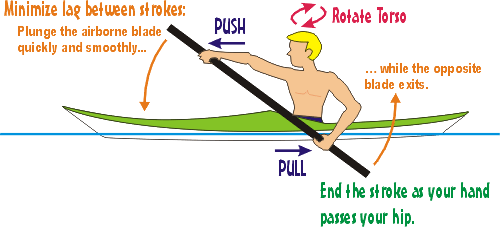 Minimize lag between strokes:
Plunge the airborne blade
quickly and smoothly...
PUSH
Rotate Torso
... while the opposite
blade exits.
PULL
End the stroke as your hand
passes your hip.